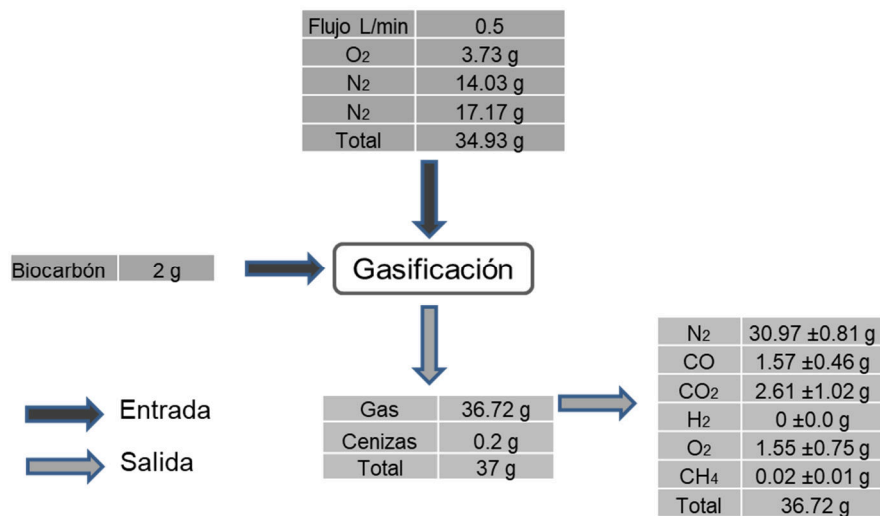 Flujo L/min 0.5
O₂ 3.73 g
N₂ 14.03 g
N₂ 17.17 g
Total 34.93 g
Biocarbón 2 g
Gasificación
Entrada
Salida
Gas 36.72 g
Cenizas 0.2 g
Total 37 g
N₂ 30.97 ±0.81 g
CO 1.57 ±0.46 g
CO₂ 2.61 ±1.02 g
H₂ 0 ±0.0 g
O₂ 1.55 ±0.75 g
CH₄ 0.02 ±0.01 g
Total 36.72 g